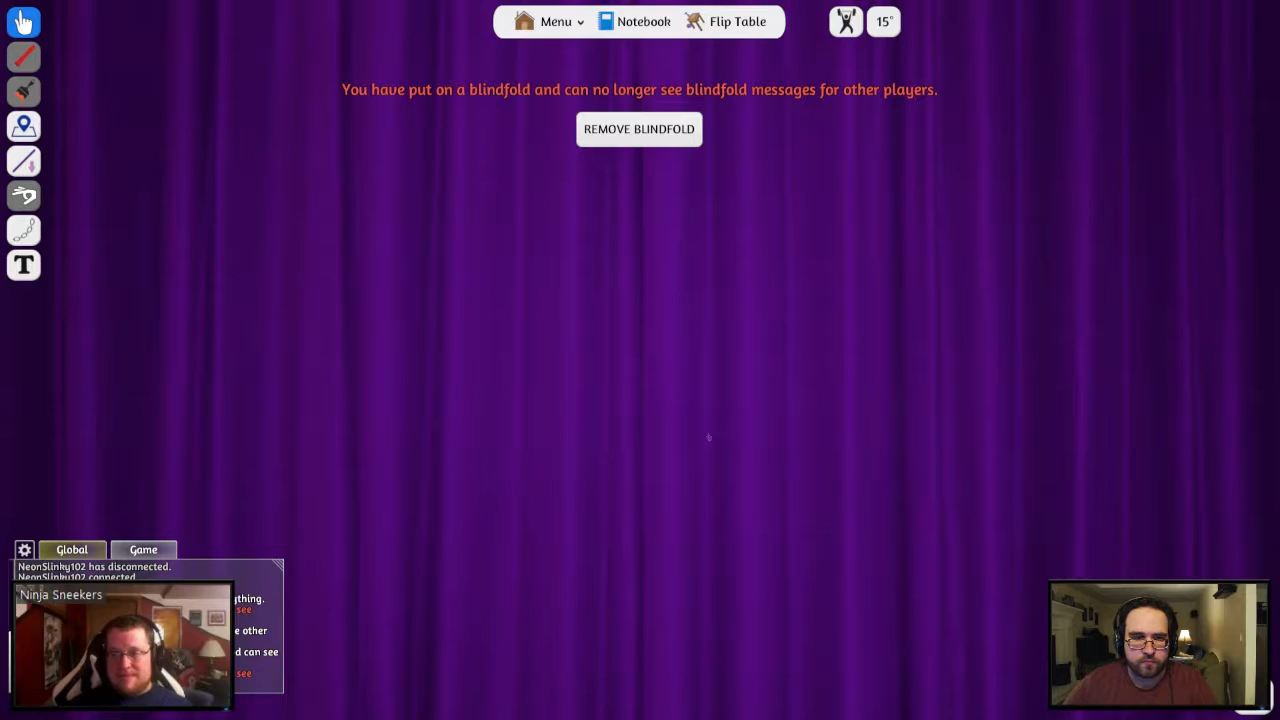 Menu
Notebook
Flip Table
15°
You have put on a blindfold and can no longer see blindfold messages for other players.
REMOVE BLINDFOLD
T
Global
Game
NeonSlinky102 has disconnected.
NeonSlinky102 connected.
Ninja Sneekers
ything.
see
e other
d can see
see